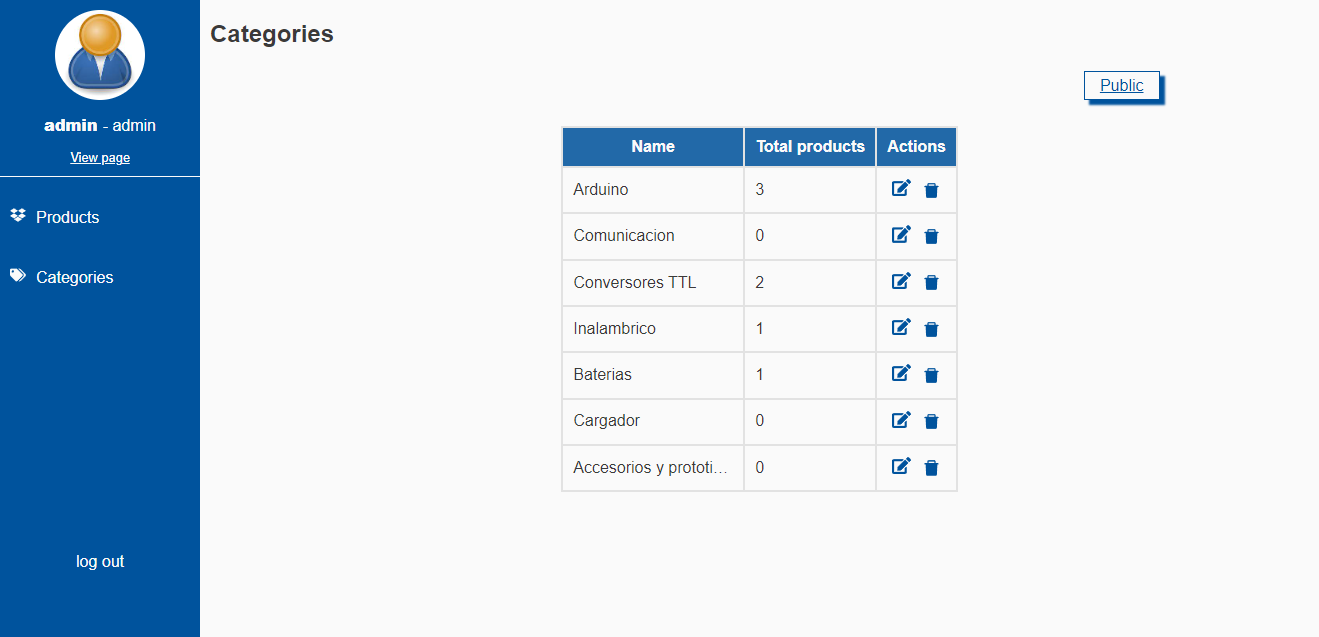 Categories
Public
admin - admin
View page
Products
Categories
log out
Name Total products Actions
Arduino 3
Comunicacion 0
Conversores TTL 2
Inalambrico 1
Baterias 1
Cargador 0
Accesorios y prototi... 0